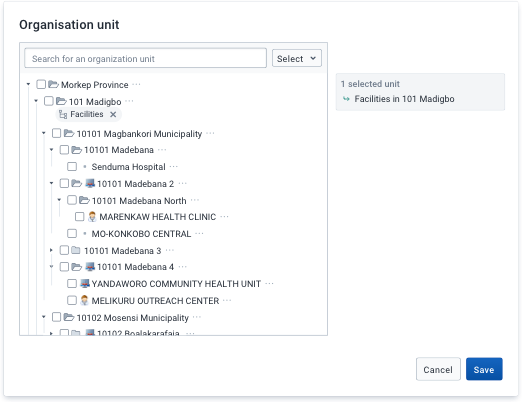 Organisation unit
Search for an organization unit
Select
1 selected unit
Facilities in 101 Madigbo
Morkep Province ...
101 Madigbo ...
Facilities
10101 Magbankori Municipality ...
10101 Madebana ...
Senduma Hospital ...
10101 Madebana 2 ...
10101 Madebana North ...
MARENKAW HEALTH CLINIC ...
MO-KONKOBO CENTRAL ...
10101 Madebana 3 ...
10101 Madebana 4 ...
YANDAWORO COMMUNITY HEALTH UNIT ...
MELIKURU OUTREACH CENTER ...
10102 Mosensi Municipality ...
10102 Boalakarafaia ...
Cancel
Save